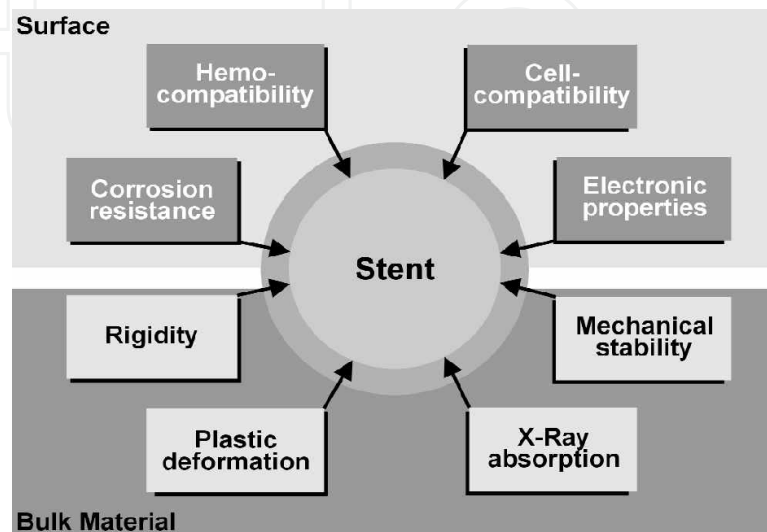 Surface
Hemo-
compatibility
Cell-
compatibility
Corrosion
resistance
Electronic
properties
Stent
Rigidity
Mechanical
stability
Plastic
deformation
X-Ray
absorption
Bulk Material